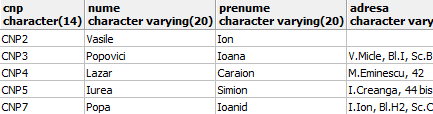 cnp nume prenume adresa
character(14) character varying(20) character varying(20) character var
CNP2 Vasile Ion
CNP3 Popovici Ioana V.Micle, Bl.I, Sc.B
CNP4 Lazar Caraion M.Eminescu, 42
CNP5 Iurea Simion I.Creanga, 44 bis
CNP7 Popa Ioanid I.Ion, Bl.H2, Sc.C